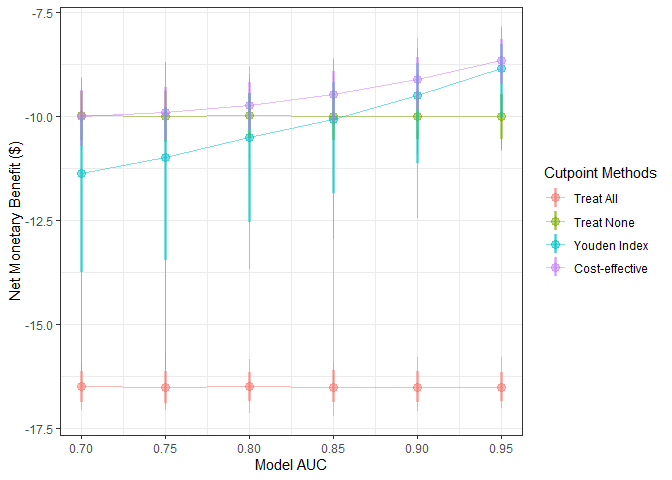 -7.5
-10.0
-12.5
-15.0
-17.5
Net Monetary Benefit ($)
0.70 0.75 0.80 0.85 0.90 0.95
Model AUC
Cutpoint Methods
Treat All
Treat None
Youden Index
Cost-effective